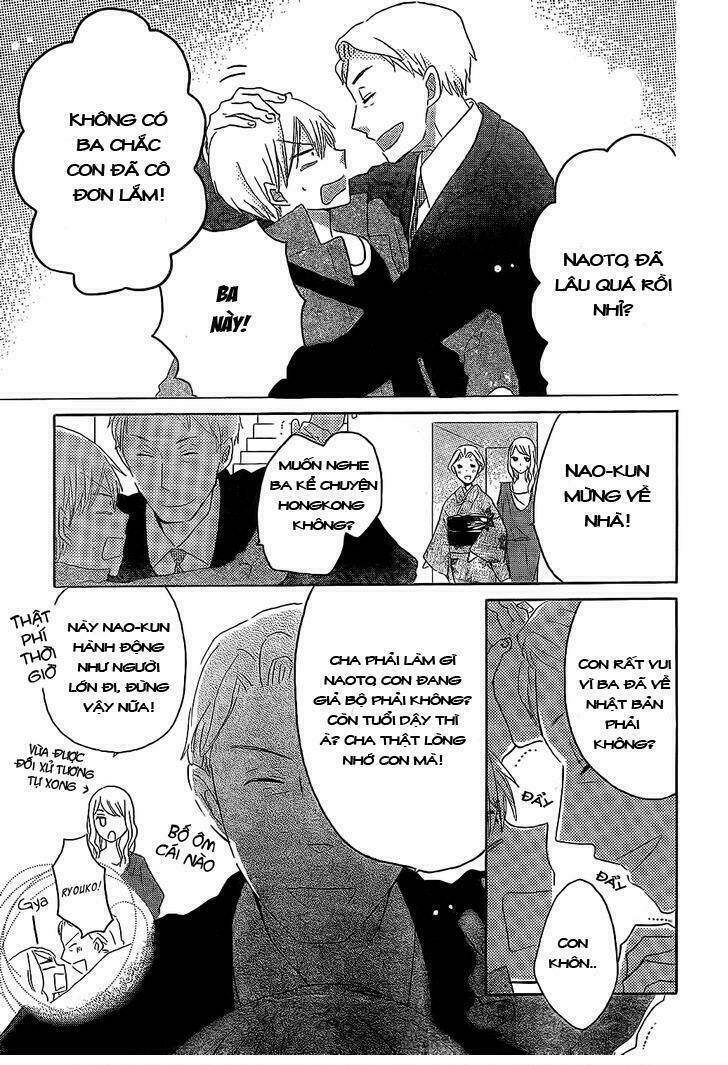 NAOTO, ĐÃ
LÂU QUÁ RỒI
NHỈ?
KHÔNG CÓ
BA CHẮC
CON ĐÃ CÔ
ĐƠN LẮM!
BA
NÀY!
NAO-KUN
MỪNG VỀ
NHÀ!
MUỐN NGHE
BA KỂ CHUYỆN
HONGKONG
KHÔNG?
CON RẤT VUI
VÌ BA ĐÃ VỀ
NHẬT BẢN
PHẢI
KHÔNG?
ĐẨY
ĐẨY
CON
KHÔN..
CHA PHẢI LÀM GÌ
NAOTO, CON ĐANG
GIẢ BỘ PHẢI KHÔNG?
CÒN TUỔI DẬY THÌ
À? CHA THẬT LÒNG
NHỚ CON MÀ!
BỐ ÔM
CÁI NÀO
NÀY NAO-KUN
HÀNH ĐỘNG
NHƯ NGƯỜI
LỚN ĐI, ĐỪNG
VẬY NỮA!
THẬT
PHÍ
THỜI
GIỜ
VỪA ĐƯỢC
ĐỐI XỬ TƯƠNG
TỰ XONG
RYOUKO!
Gya